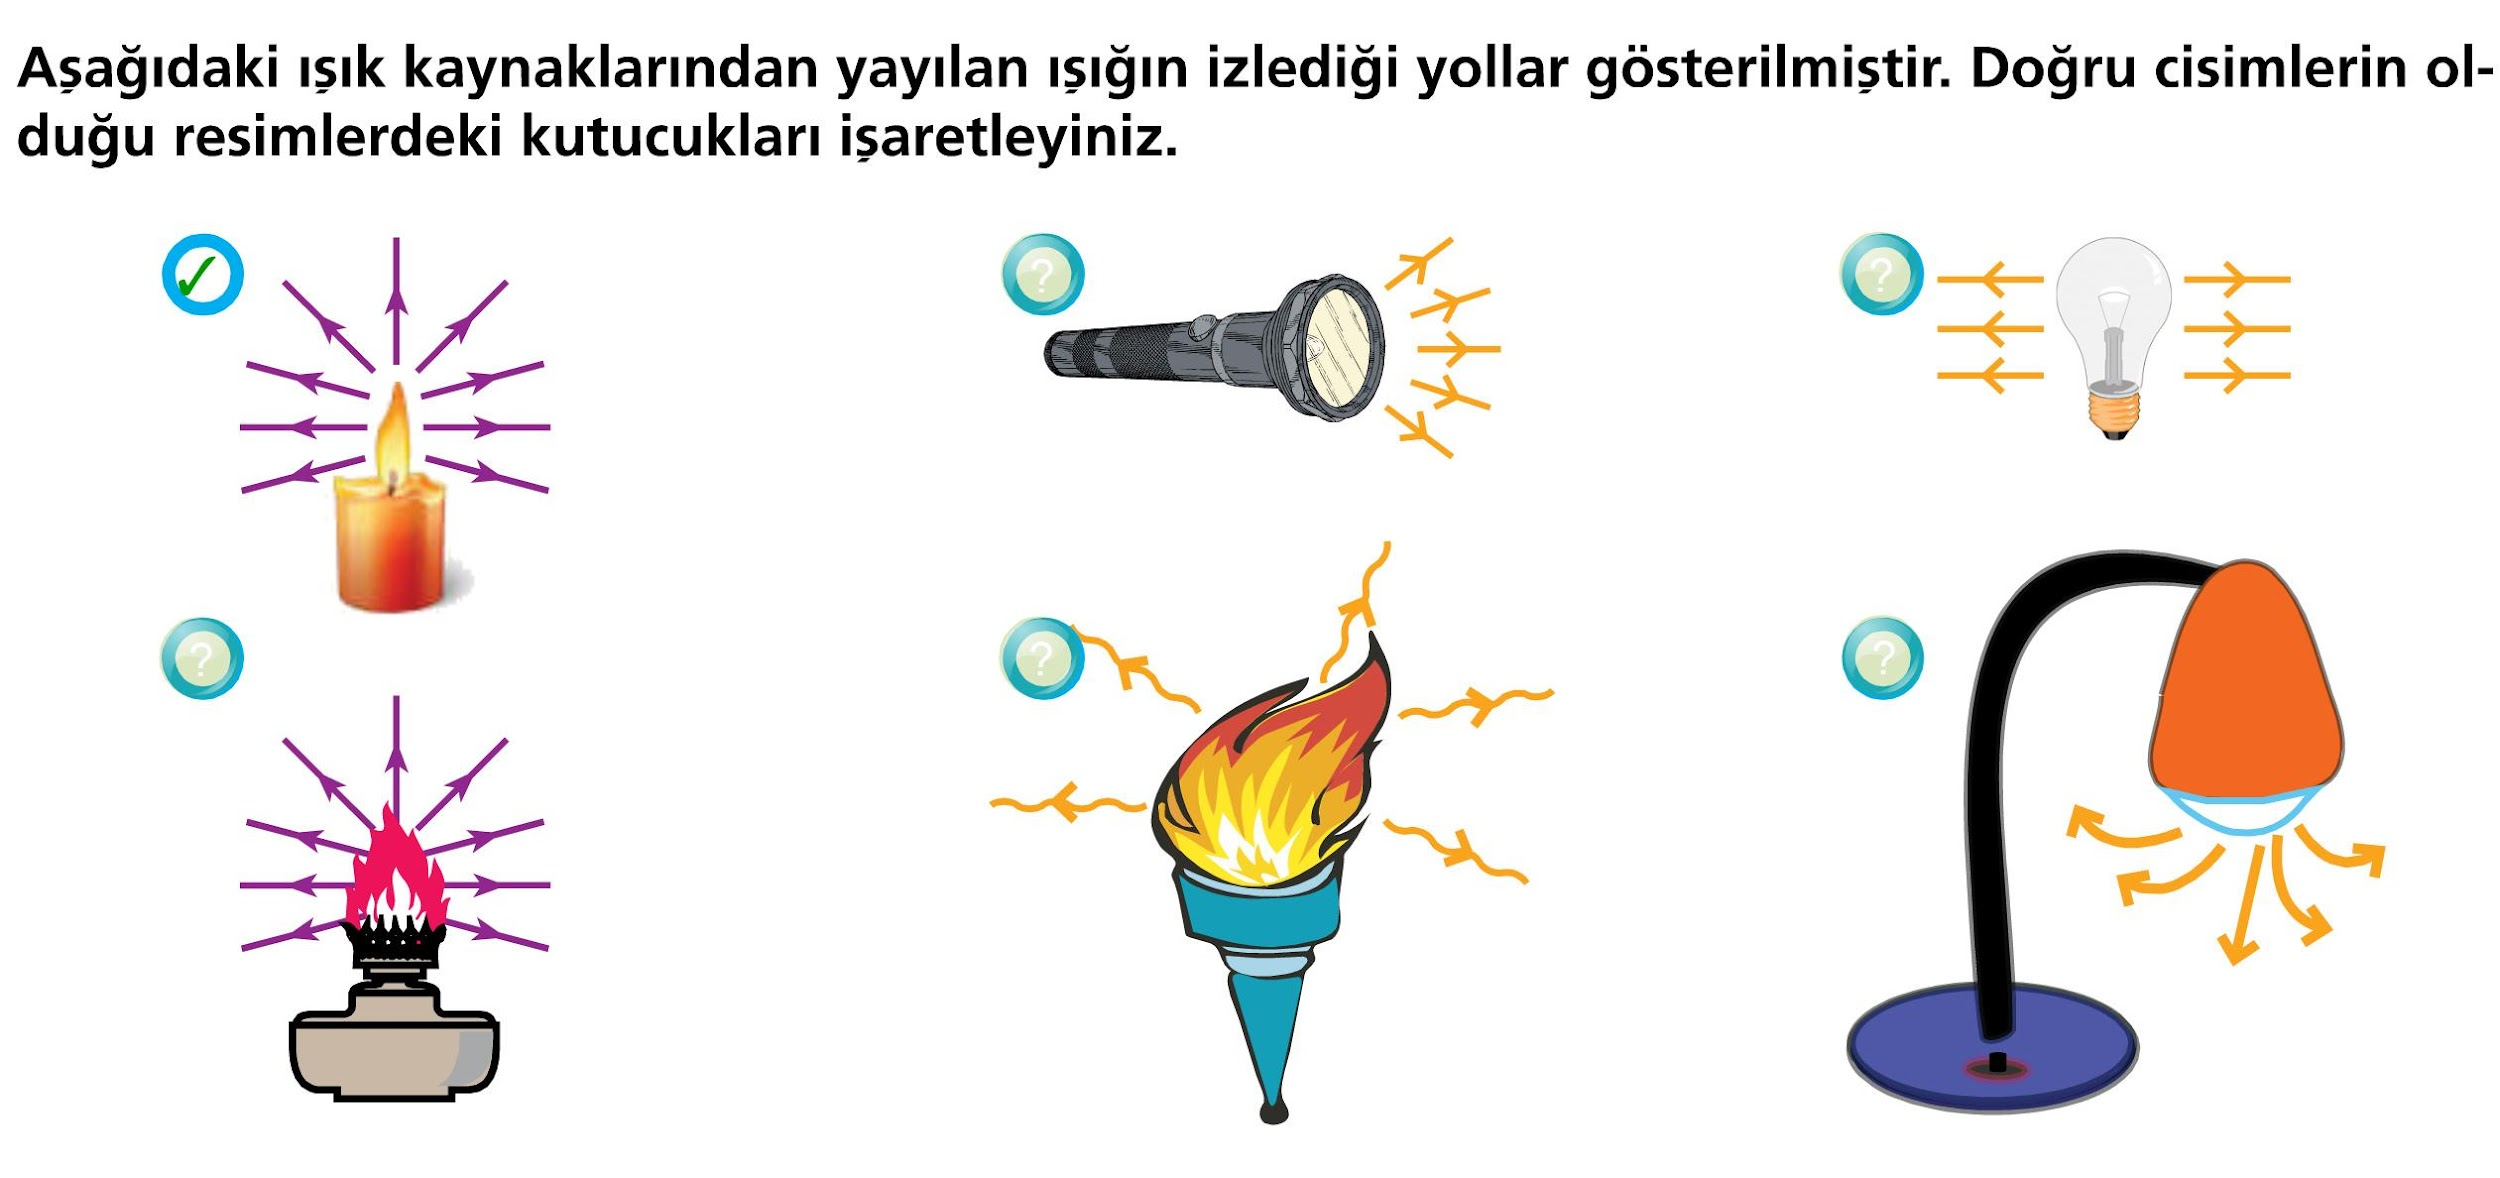 Aşağıdaki ışık kaynaklarından yayılan ışığın izlediği yollar gösterilmiştir. Doğru cisimlerin ol-
duğu resimlerdeki kutucukları işaretleyiniz.
?
?
?
?
?